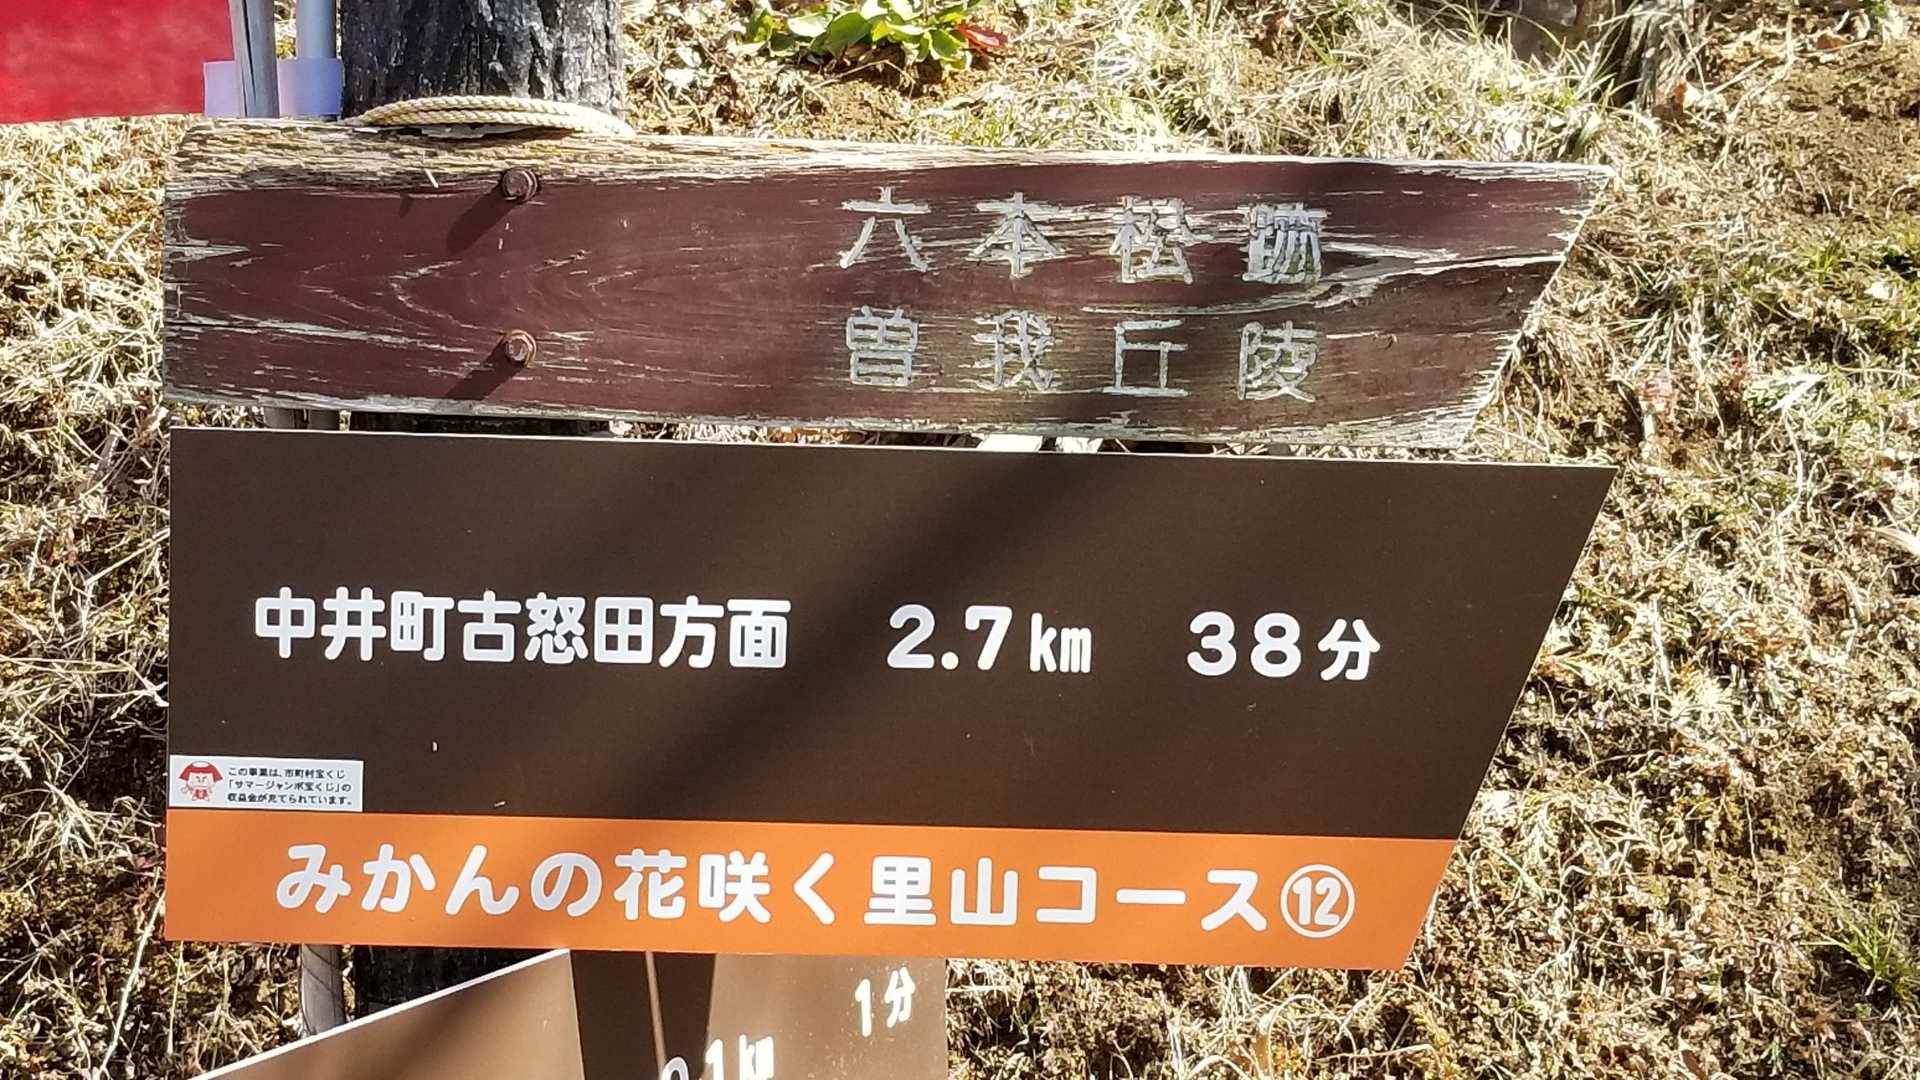 六本松跡
曽我丘陵
中井町古怒田方面 2.7km 38分
この事業は、市町村宝くじ
「サマージャンボ宝くじ」の
収益金が充てられています。
みかんの花咲く里山コース⑫
1分
0.1km